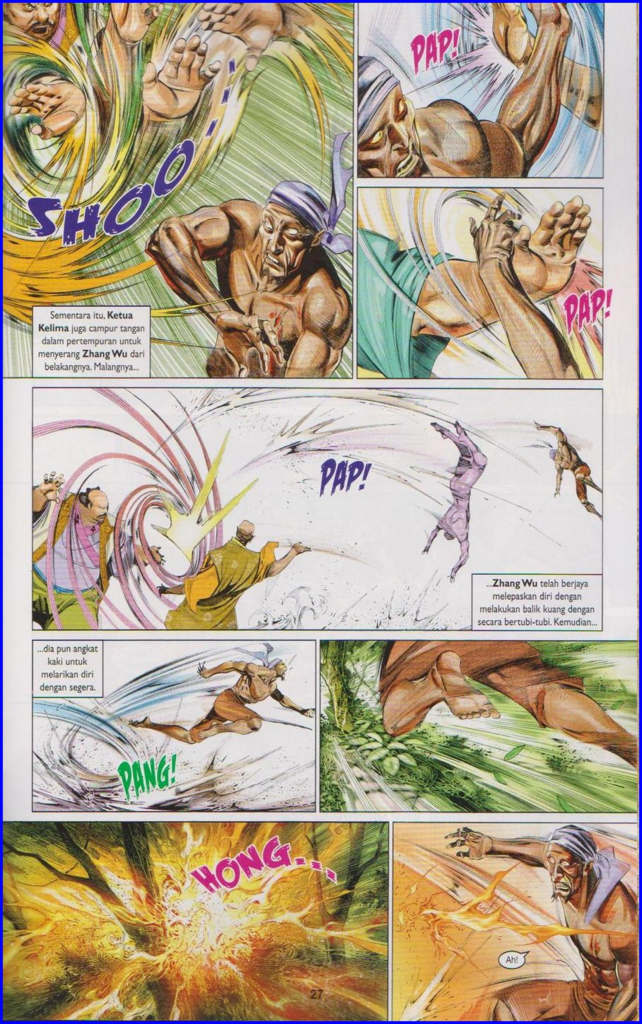 SHOO...
Sementara itu, Ketua
Kelima juga campur tangan
dalam pertempuran untuk
menyerang Zhang Wu dari
belakangnya. Malangnya...
PAP!
PAP!
PAP!
...Zhang Wu telah berjaya
melepaskan diri dengan
melakukan balik kuang dengan
secara bertubi-tubi. Kemudian...
...dia pun angkat
kaki untuk
melarikan diri
dengan segera.
PANG!
HONG...
Ah!
27